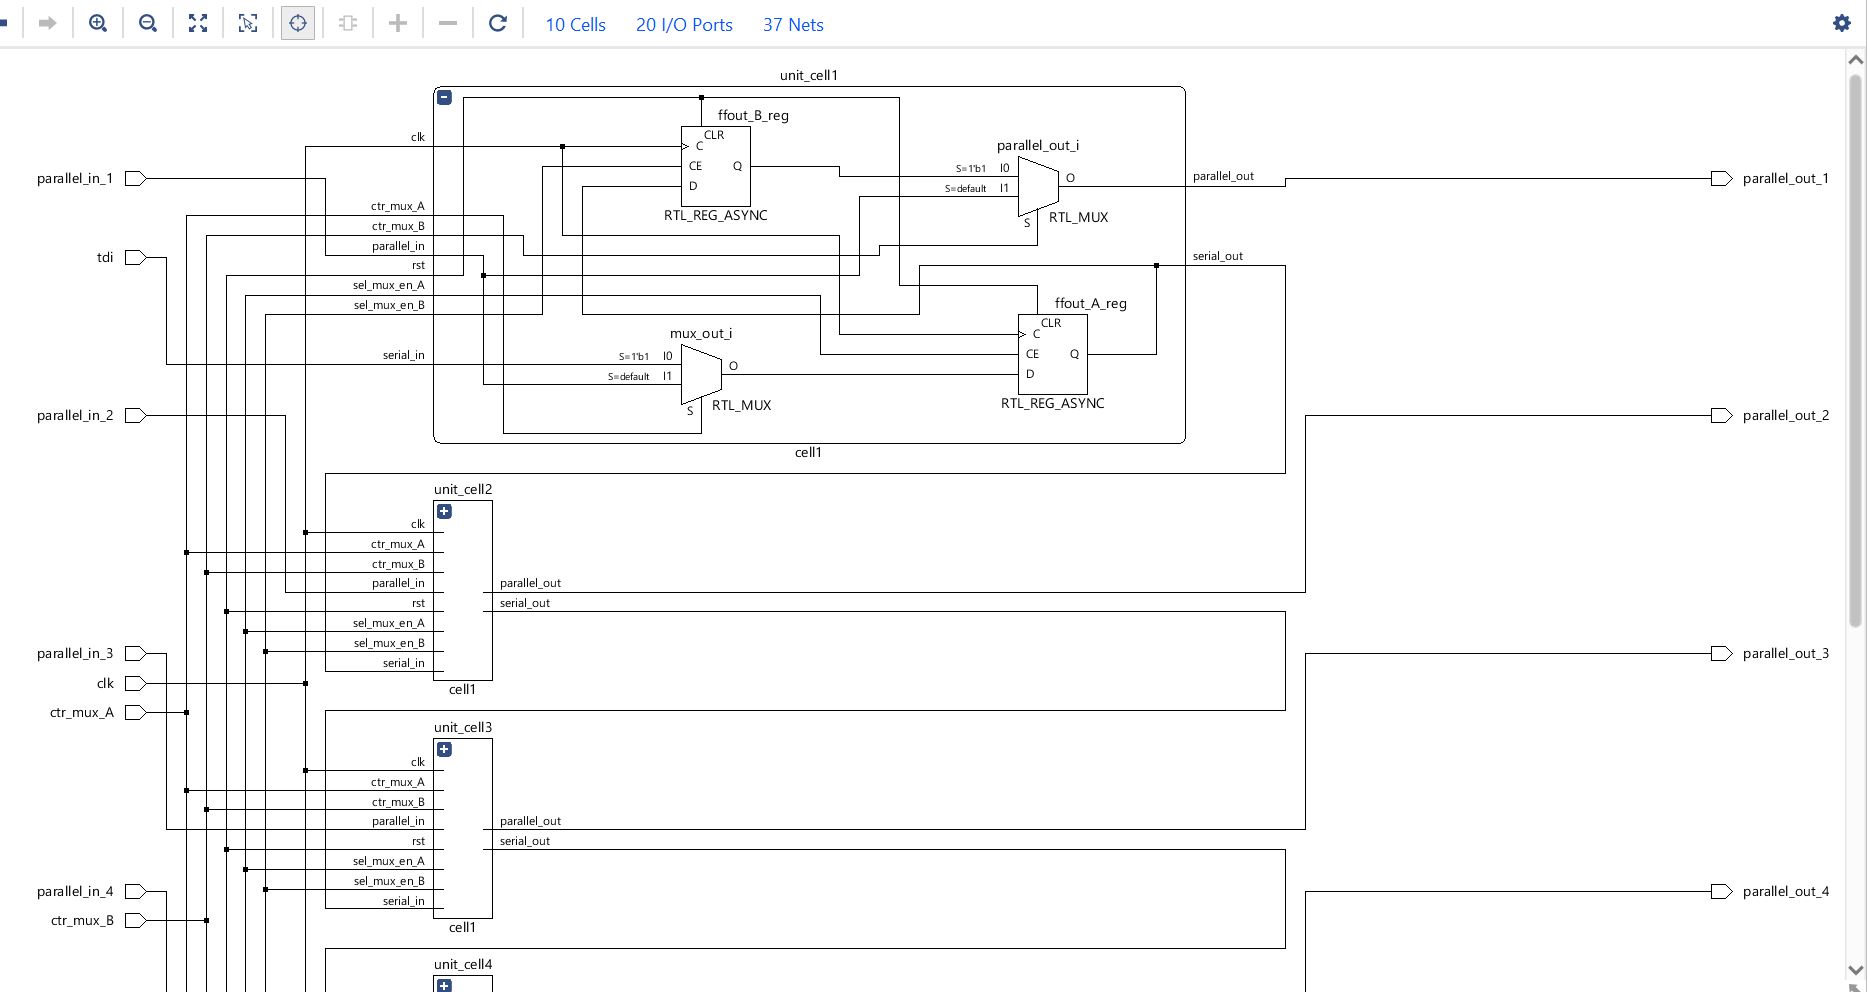 10 Cells 20 I/O Ports 37 Nets
unit_cell1
ffout_B_reg
clk
CLR
C
parallel_out_i
CE Q
S=1'b1 I0
parallel_in_1
O
parallel_out
parallel_out_1
D
S=default I1
ctr_mux_A
RTL_REG_ASYNC
RTL_MUX
S
ctr_mux_B
parallel_in
tdi
serial_out
rst
sel_mux_en_A
sel_mux_en_B
ffout_A_reg
CLR
mux_out_i
C
serial_in
S=1'b1 I0
CE Q
O
S=default I1
D
RTL_MUX
RTL_REG_ASYNC
S
parallel_in_2
parallel_out_2
cell1
unit_cell2
clk
ctr_mux_A
ctr_mux_B
parallel_in
parallel_out
rst
serial_out
sel_mux_en_A
sel_mux_en_B
parallel_in_3
parallel_out_3
serial_in
clk
cell1
ctr_mux_A
unit_cell3
clk
ctr_mux_A
ctr_mux_B
parallel_in
parallel_out
rst
serial_out
sel_mux_en_A
sel_mux_en_B
parallel_in_4
parallel_out_4
serial_in
ctr_mux_B
cell1
unit_cell4